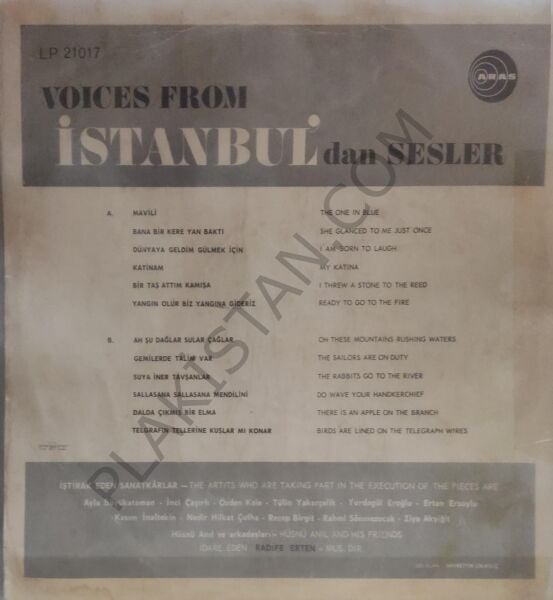 LP 21017
ARAS
VOICES FROM
İSTANBUL'dan SESLER
A. MAVİLİ THE ONE IN BLUE
BANA BİR KERE YAN BAKTI SHE GLANCED TO ME JUST ONCE
DÜNYAYA GELDİM GÜLMEK İÇİN I AM BORN TO LAUGH
KATİNAM MY KATINA
BİR TAŞ ATTIM KAMIŞA I THREW A STONE TO THE REED
YANGIN OLUR BİZ YANGINA GİDERİZ READY TO GO TO THE FIRE
B. AH ŞU DAĞLAR SULAR ÇAĞLAR OH THESE MOUNTAINS RUSHING WATERS
GEMİLERDE TALİM VAR THE SAILORS ARE ON DUTY
SUYA İNER TAVŞANLAR THE RABBITS GO TO THE RIVER
SALLASANA SALLASANA MENDİLİNİ DO WAVE YOUR HANDKERCHIEF
DALDA ÇIKMIŞ BİR ELMA THERE IS AN APPLE ON THE BRANCH
TELGRAFIN TELLERİNE KUŞLAR MI KONAR BIRDS ARE LINED ON THE TELEGRAPH WIRES
PLAKISTAN.COM
İŞTİRAK EDEN SANATKÂRLAR — THE ARTITS WHO ARE TAKING PART IN THE EXECUTION OF THE PIECES ARE
Ayla Büyükataman - İnci Çayırlı - Özden Kale - Tülin Yakarçelik - Yurdagül Eroğlu - Ertan Ersoylu
Kasım İnaltekin - Nedir Hilkat Çulha - Recep Birgit - Rahmi Sönmezocak - Ziya Akyiğit
Hüsnü Anıl ve arkadaşları - HÜSNÜ ANIL AND HIS FRIENDS
İDARE EDEN RADİFE ERTEN - MUS. DİR.